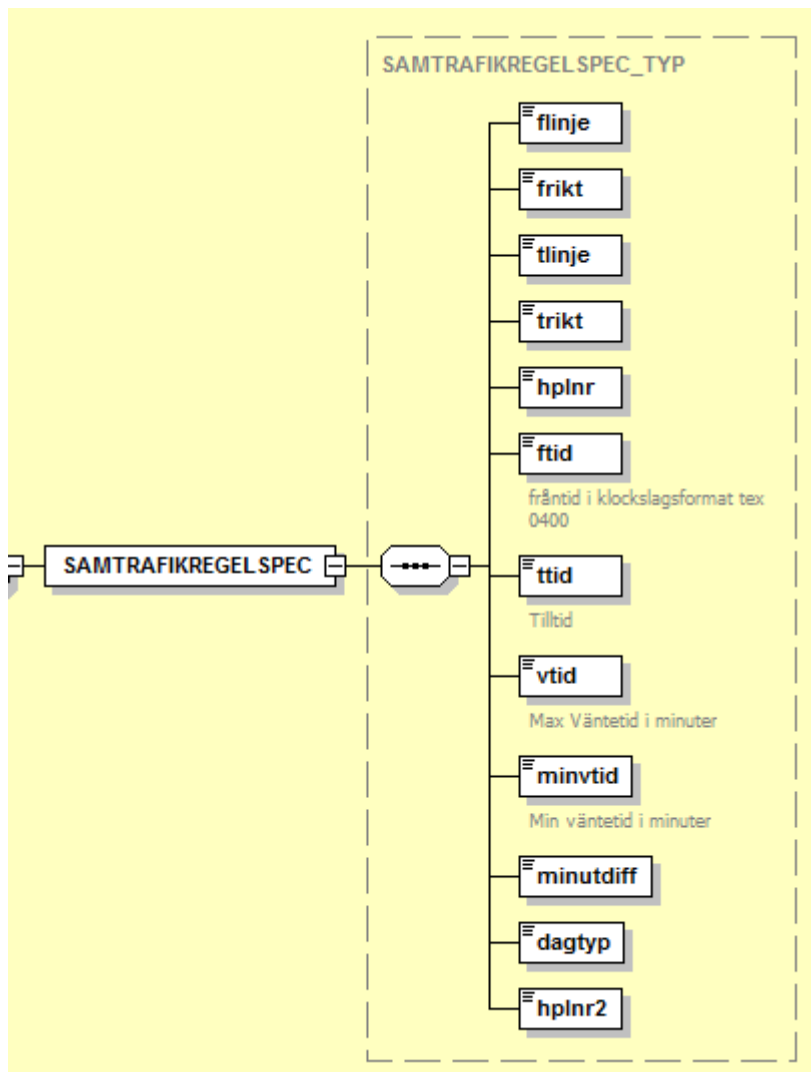 SAMTRAFIKREGELSPEC_TYP
flinje
frikt
tlinje
trikt
hplnr
ftid
fråntid i klockslagsformat tex
0400
SAMTRAFIKREGELSPEC
ttid
Tilltid
vtid
Max Väntetid i minuter
minvtid
Min väntetid i minuter
minutdiff
dagtyp
hplnr2